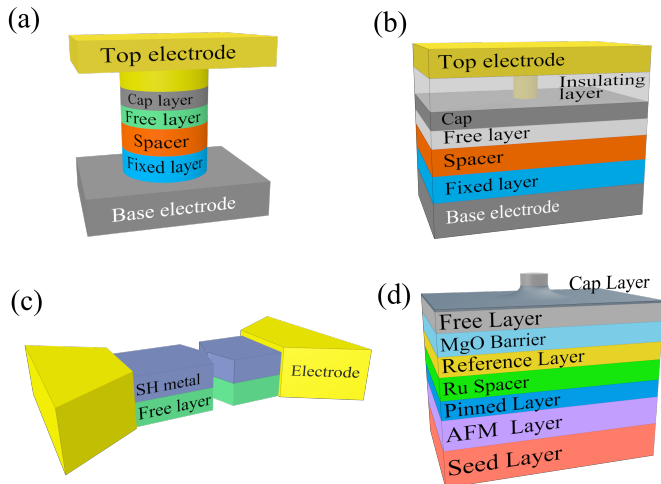 (a)
Top electrode
Cap layer
Free layer
Spacer
Fixed layer
Base electrode
(b)
Top electrode
Insulating
layer
Cap
Free layer
Spacer
Fixed layer
Base electrode
(c)
SH metal
Free layer
Electrode
(d)
Cap Layer
Free Layer
MgO Barrier
Reference Layer
Ru Spacer
Pinned Layer
AFM Layer
Seed Layer